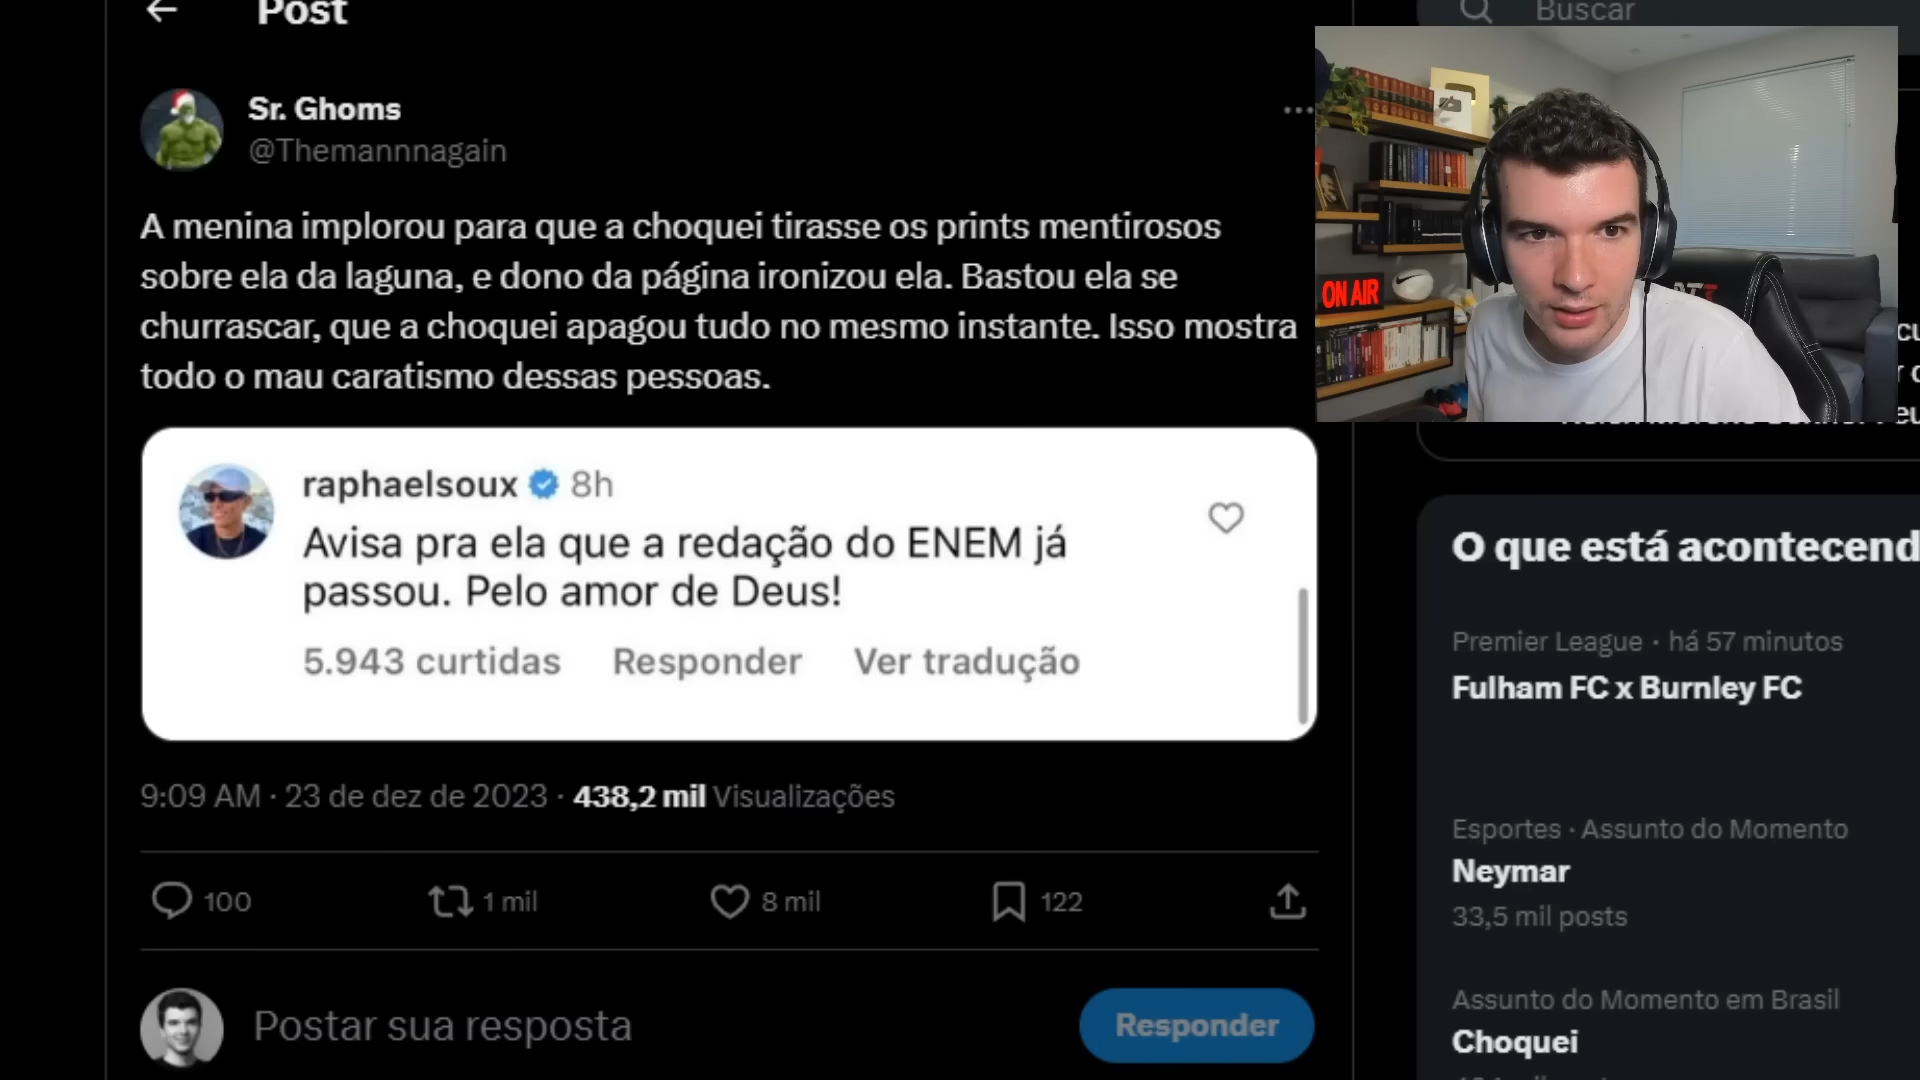 Post
Buscar
Sr. Ghoms
@Themannnagain
A menina implorou para que a choquei tirasse os prints mentirosos
sobre ela da laguna, e dono da página ironizou ela. Bastou ela se
churrascar, que a choquei apagou tudo no mesmo instante. Isso mostra
todo o mau caratismo dessas pessoas.
raphaelsoux 8h
Avisa pra ela que a redação do ENEM já
passou. Pelo amor de Deus!
5.943 curtidas Responder Ver tradução
9:09 AM · 23 de dez de 2023 · 438,2 mil Visualizações
100 1 mil 8 mil 122
Postar sua resposta
Responder
ON AIR
O que está acontecend
Premier League · há 57 minutos
Fulham FC x Burnley FC
Esportes · Assunto do Momento
Neymar
33,5 mil posts
Assunto do Momento em Brasil
Choquei